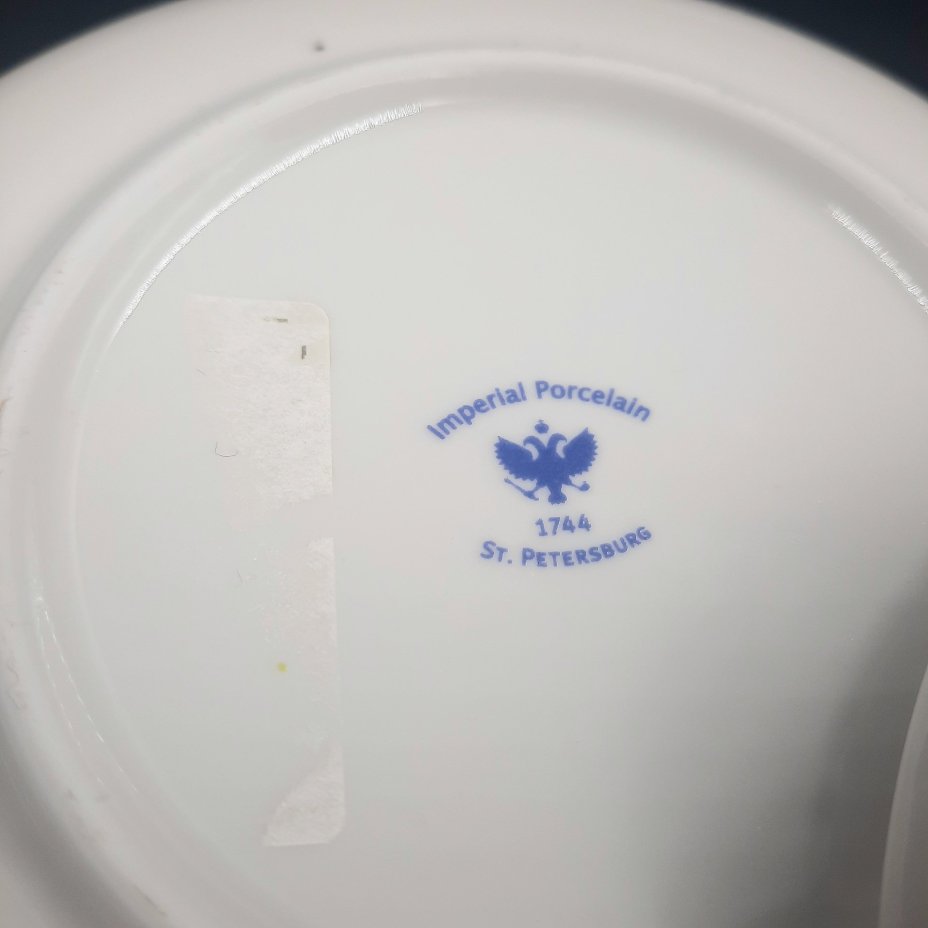 Imperial Porcelain
1744
ST. PETERSBURG